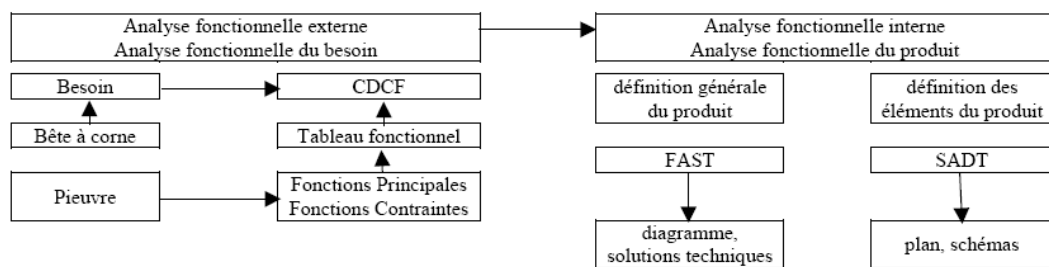 Analyse fonctionnelle externe
Analyse fonctionnelle du besoin
Analyse fonctionnelle interne
Analyse fonctionnelle du produit
Besoin
CDCF
définition générale
du produit
définition des
éléments du produit
Bête à corne
Tableau fonctionnel
FAST
SADT
Pieuvre
Fonctions Principales
Fonctions Contraintes
diagramme,
solutions techniques
plan, schémas